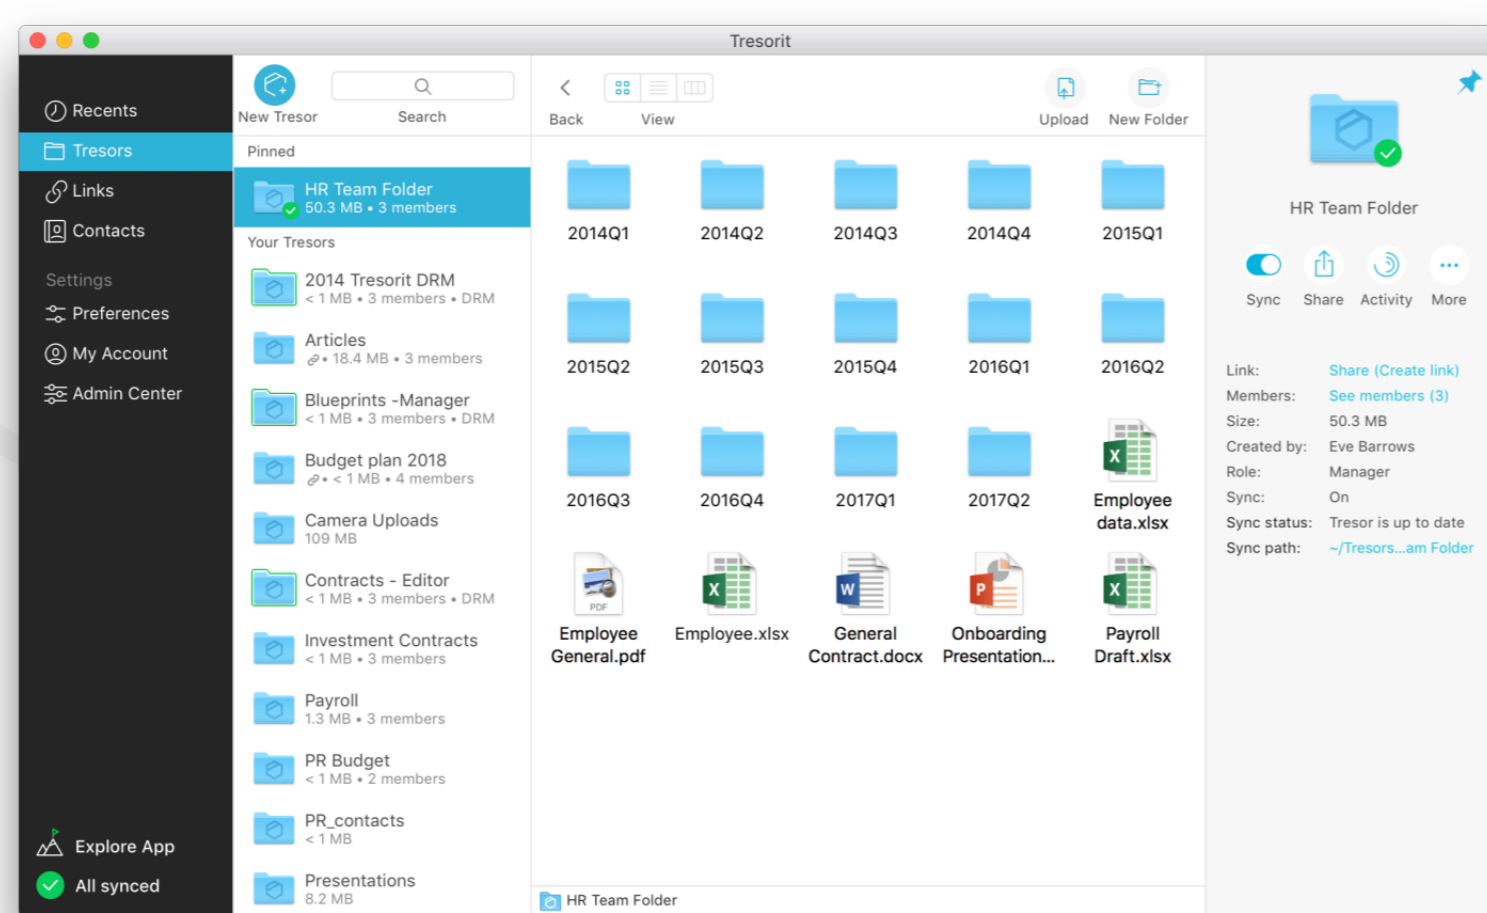 Tresorit
Recents
Tresors
Links
Contacts
Settings
Preferences
My Account
Admin Center
Explore App
All synced
New Tresor
Search
Pinned
HR Team Folder
50.3 MB • 3 members
Your Tresors
2014 Tresorit DRM
< 1 MB • 3 members • DRM
Articles
• 18.4 MB • 3 members
Blueprints -Manager
< 1 MB • 3 members • DRM
Budget plan 2018
• < 1 MB • 4 members
Camera Uploads
109 MB
Contracts - Editor
< 1 MB • 3 members • DRM
Investment Contracts
< 1 MB • 3 members
Payroll
1.3 MB • 3 members
PR Budget
< 1 MB • 2 members
PR_contacts
< 1 MB
Presentations
8.2 MB
Back
View
Upload
New Folder
2014Q1
2014Q2
2014Q3
2014Q4
2015Q1
2015Q2
2015Q3
2015Q4
2016Q1
2016Q2
2016Q3
2016Q4
2017Q1
2017Q2
X
Employee
data.xlsx
PDF
Employee
General.pdf
X
Employee.xlsx
W
General
Contract.docx
P
Onboarding
Presentation...
X
Payroll
Draft.xlsx
HR Team Folder
HR Team Folder
Sync
Share
Activity
More
Link: Share (Create link)
Members: See members (3)
Size: 50.3 MB
Created by: Eve Barrows
Role: Manager
Sync: On
Sync status: Tresor is up to date
Sync path: ~/Tresors...am Folder